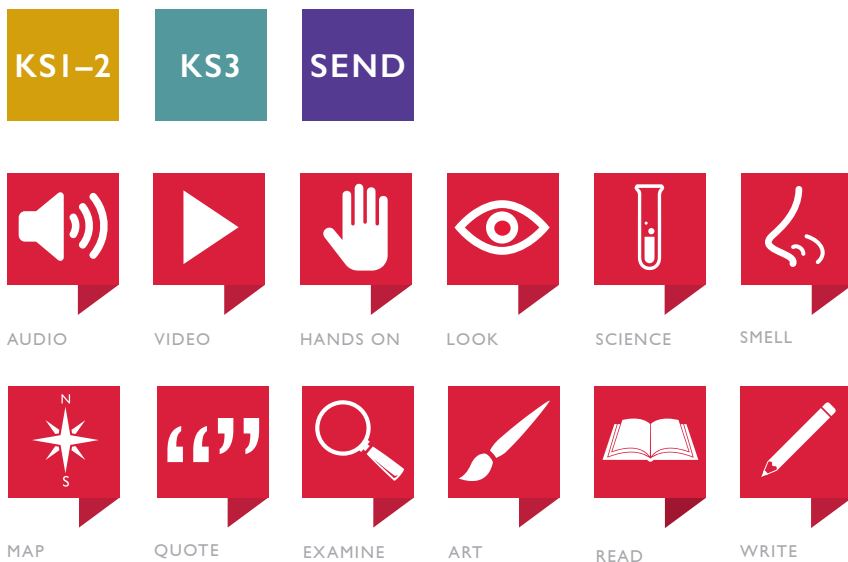 KS1–2 KS3 SEND
AUDIO VIDEO HANDS ON LOOK SCIENCE SMELL
N
S
MAP QUOTE EXAMINE ART READ WRITE